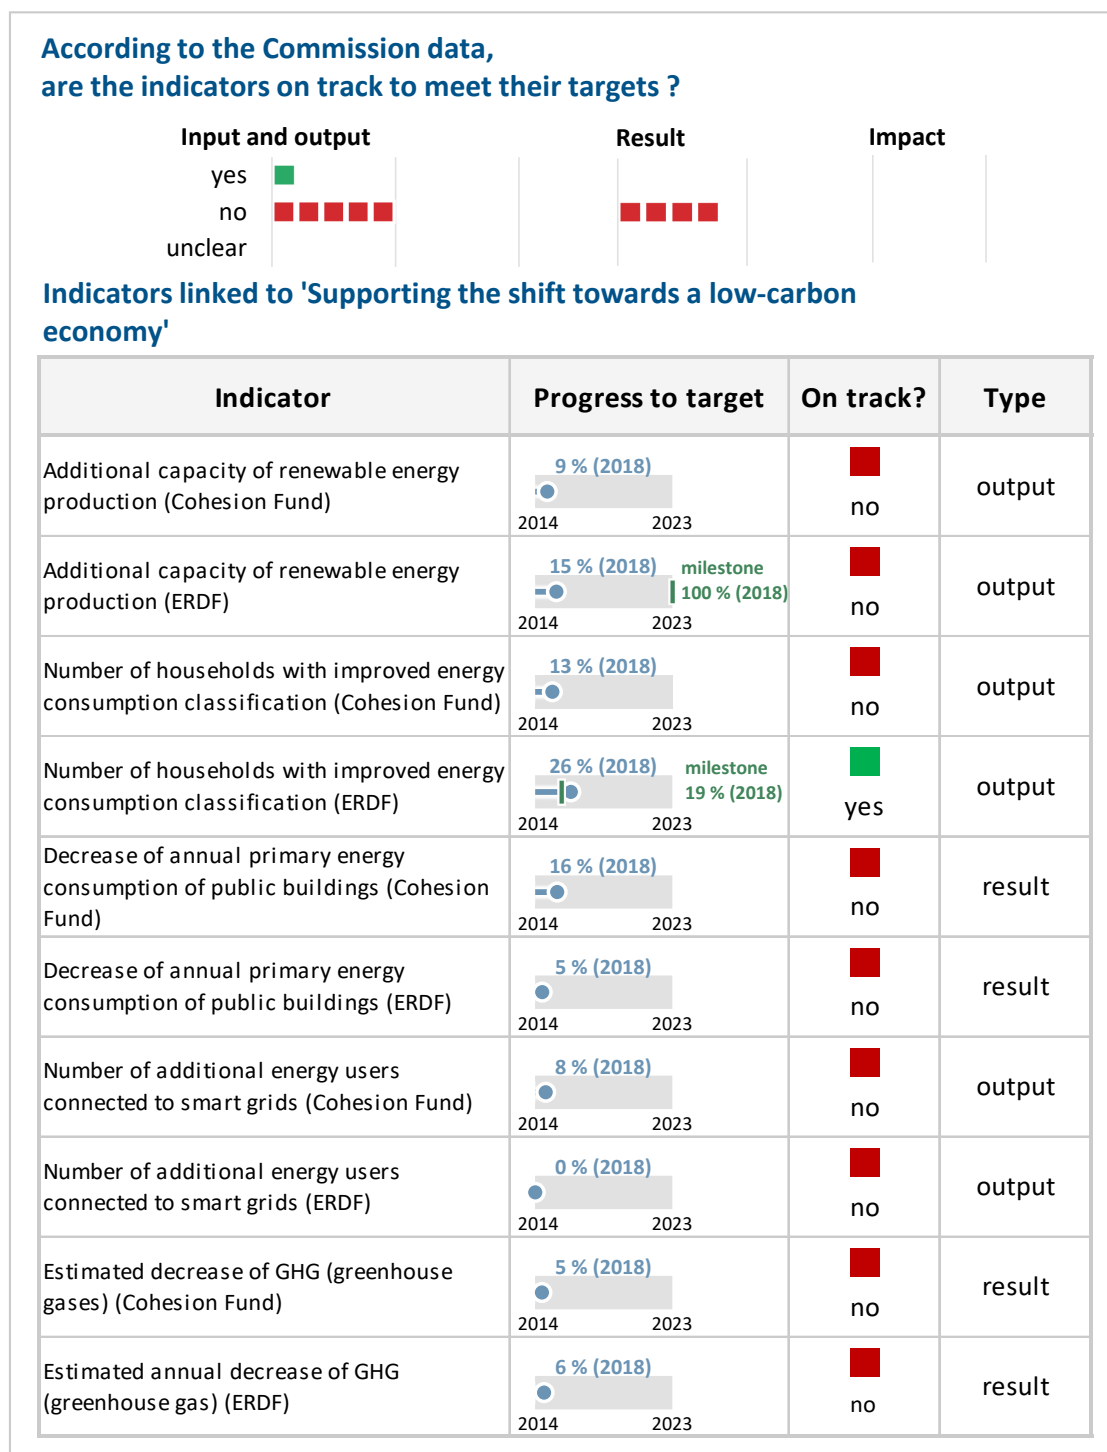 According to the Commission data,
are the indicators on track to meet their targets ?
Input and output
Result
Impact
yes
no
unclear
Indicators linked to 'Supporting the shift towards a low-carbon
economy'
Indicator
Progress to target
On track?
Type
Additional capacity of renewable energy
production (Cohesion Fund)
9 % (2018)
2014
2023
no
output
Additional capacity of renewable energy
production (ERDF)
15 % (2018)
milestone
100 % (2018)
2014
2023
no
output
Number of households with improved energy
consumption classification (Cohesion Fund)
13 % (2018)
2014
2023
no
output
Number of households with improved energy
consumption classification (ERDF)
26 % (2018)
milestone
19 % (2018)
2014
2023
yes
output
Decrease of annual primary energy
consumption of public buildings (Cohesion
Fund)
16 % (2018)
2014
2023
no
result
Decrease of annual primary energy
consumption of public buildings (ERDF)
5 % (2018)
2014
2023
no
result
Number of additional energy users
connected to smart grids (Cohesion Fund)
8 % (2018)
2014
2023
no
output
Number of additional energy users
connected to smart grids (ERDF)
0 % (2018)
2014
2023
no
output
Estimated decrease of GHG (greenhouse
gases) (Cohesion Fund)
5 % (2018)
2014
2023
no
result
Estimated annual decrease of GHG
(greenhouse gas) (ERDF)
6 % (2018)
2014
2023
no
result